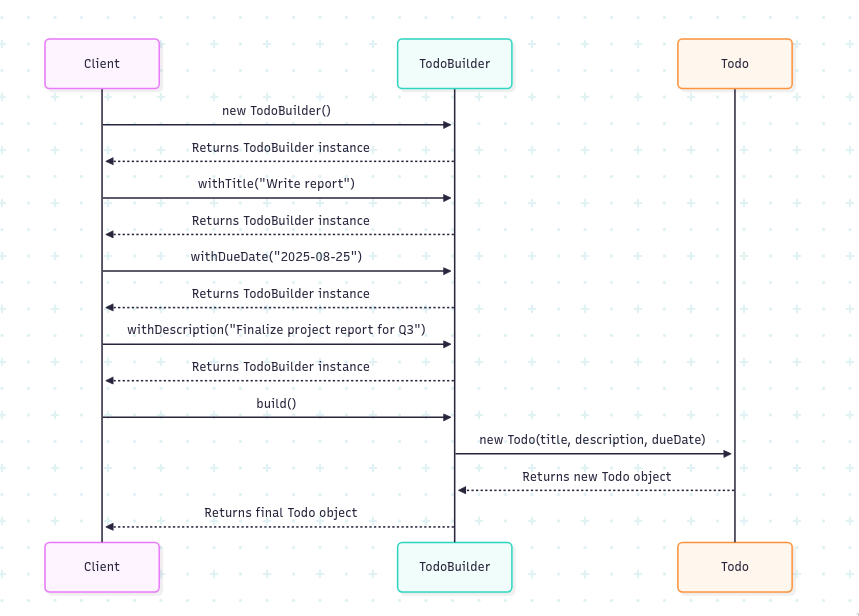 Client
TodoBuilder
Todo
new TodoBuilder()
Returns TodoBuilder instance
withTitle("Write report")
Returns TodoBuilder instance
withDueDate("2025-08-25")
Returns TodoBuilder instance
withDescription("Finalize project report for Q3")
Returns TodoBuilder instance
build()
new Todo(title, description, dueDate)
Returns new Todo object
Returns final Todo object
Client
TodoBuilder
Todo